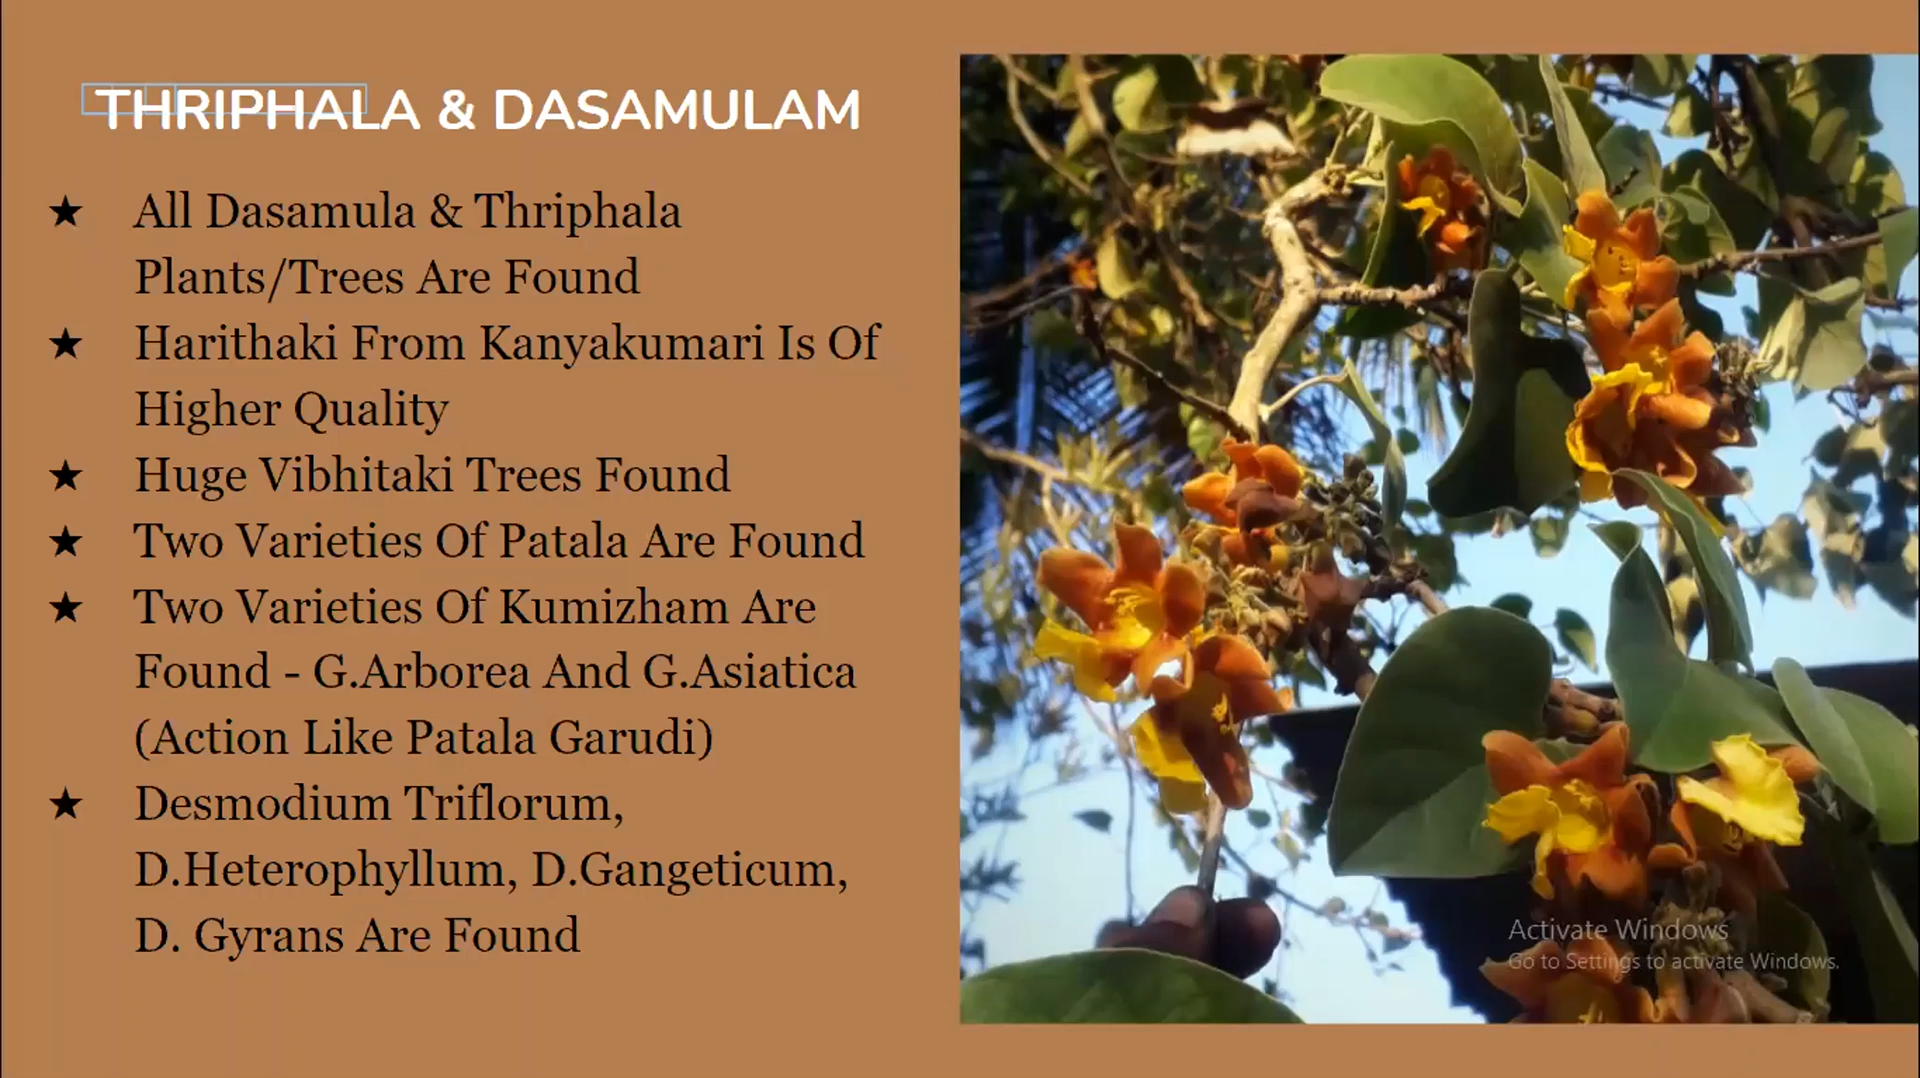 THRIPHALA & DASAMULAM
★ All Dasamula & Thriphala
Plants/Trees Are Found
★ Harithaki From Kanyakumari Is Of
Higher Quality
★ Huge Vibhitaki Trees Found
★ Two Varieties Of Patala Are Found
★ Two Varieties Of Kumizham Are
Found - G.Arborea And G.Asiatica
(Action Like Patala Garudi)
★ Desmodium Triflorum,
D.Heterophyllum, D.Gangeticum,
D. Gyrans Are Found
Activate Windows
Go to Settings to activate Windows.